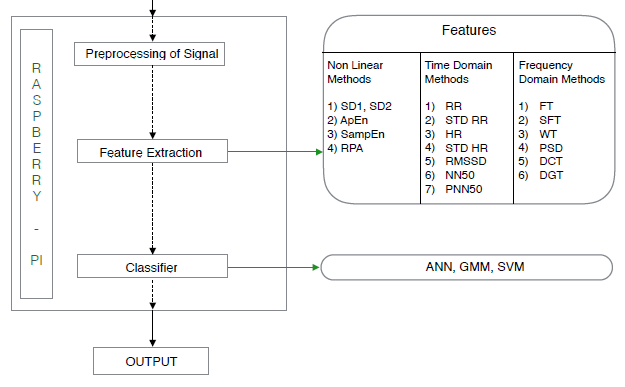 RASPBERRY - PI
Preprocessing of Signal
Feature Extraction
Classifier
OUTPUT
Features
Non Linear
Methods
1) SD1, SD2
2) ApEn
3) SampEn
4) RPA
Time Domain
Methods
1) RR
2) STD RR
3) HR
4) STD HR
5) RMSSD
6) NN50
7) PNN50
Frequency
Domain Methods
1) FT
2) SFT
3) WT
4) PSD
5) DCT
6) DGT
ANN, GMM, SVM